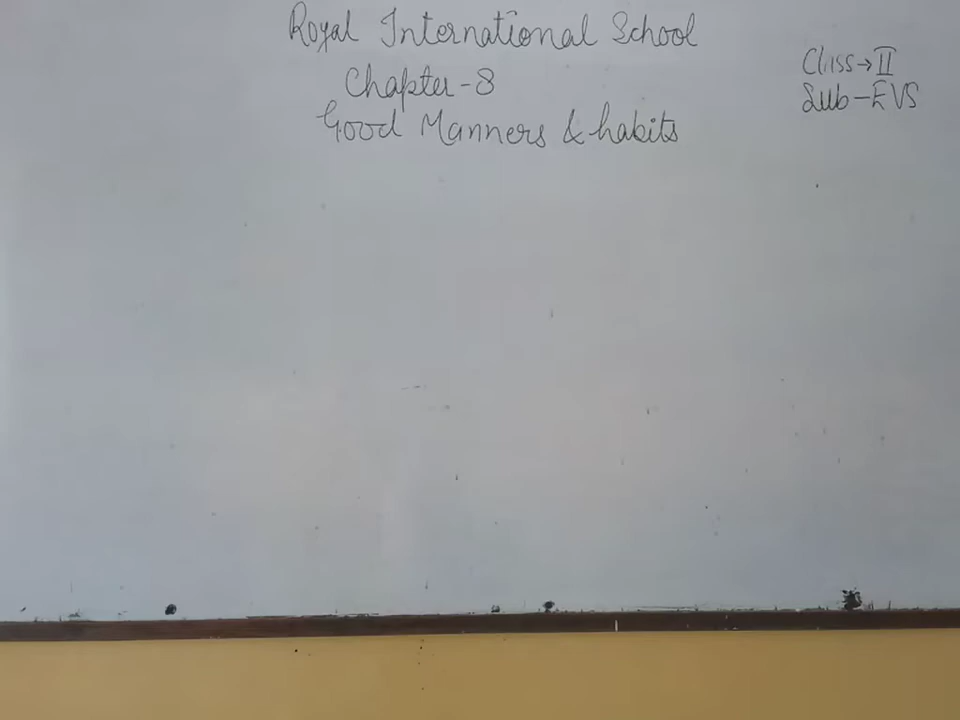 Royal International School
Chapter-8
Good Manners & habits
Class→II
Sub-EVS